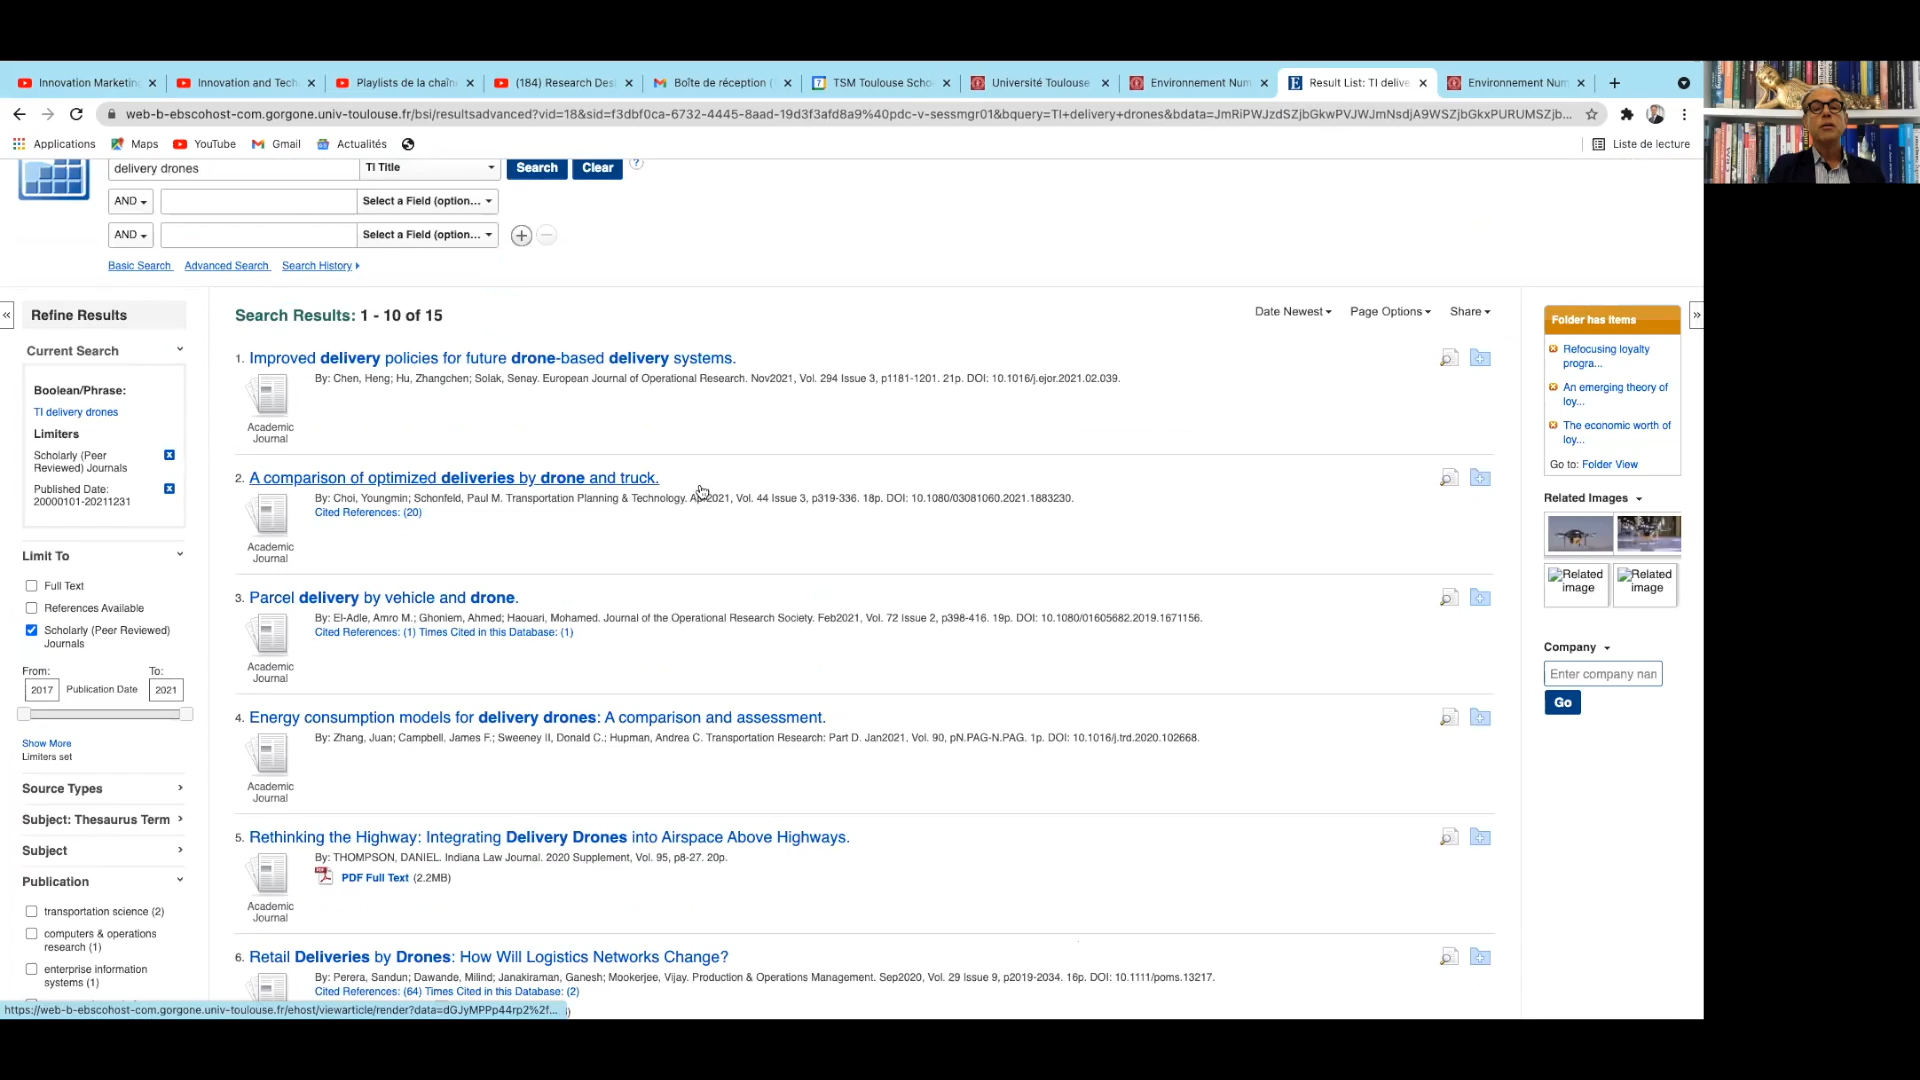 Innovation Marketin
Innovation and Tech
Playlists de la chaîn
(184) Research Des
Boîte de réception (
TSM Toulouse Scho
Université Toulouse
Environnement Num
Result List: TI delive
Environnement Num
web-b-ebscohost-com.gorgone.univ-toulouse.fr/bsi/resultsadvanced?vid=18&sid=f3dbf0ca-6732-4445-8aad-19d3f3afd8a9%40pdc-v-sessmgr01&bquery=TI+delivery+drones&bdata=JmRiPWJzdSZjbGkwPVJWJmNsdjA9WSZjbGkxPURUMSZjb...
Applications
Maps
YouTube
Gmail
Actualités
Liste de lecture
delivery drones
TI Title
Search
Clear
?
AND
Select a Field (option...
AND
Select a Field (option...
Basic Search
Advanced Search
Search History
Refine Results
Current Search
Boolean/Phrase:
TI delivery drones
Limiters
Scholarly (Peer
Reviewed) Journals
Published Date:
20000101-20211231
Limit To
Full Text
References Available
Scholarly (Peer Reviewed)
Journals
From:
To:
2017
Publication Date
2021
Show More
Limiters set
Source Types
Subject: Thesaurus Term
Subject
Publication
transportation science (2)
computers & operations
research (1)
enterprise information
systems (1)
Search Results: 1 - 10 of 15
Date Newest
Page Options
Share
1. Improved delivery policies for future drone-based delivery systems.
By: Chen, Heng; Hu, Zhangchen; Solak, Senay. European Journal of Operational Research. Nov2021, Vol. 294 Issue 3, p1181-1201. 21p. DOI: 10.1016/j.ejor.2021.02.039.
Academic
Journal
2. A comparison of optimized deliveries by drone and truck.
By: Choi, Youngmin; Schonfeld, Paul M. Transportation Planning & Technology. Apr2021, Vol. 44 Issue 3, p319-336. 18p. DOI: 10.1080/03081060.2021.1883230.
Cited References: (20)
Academic
Journal
3. Parcel delivery by vehicle and drone.
By: El-Adle, Amro M.; Ghoniem, Ahmed; Haouari, Mohamed. Journal of the Operational Research Society. Feb2021, Vol. 72 Issue 2, p398-416. 19p. DOI: 10.1080/01605682.2019.1671156.
Cited References: (1) Times Cited in this Database: (1)
Academic
Journal
4. Energy consumption models for delivery drones: A comparison and assessment.
By: Zhang, Juan; Campbell, James F.; Sweeney II, Donald C.; Hupman, Andrea C. Transportation Research: Part D. Jan2021, Vol. 90, pN.PAG-N.PAG. 1p. DOI: 10.1016/j.trd.2020.102668.
Academic
Journal
5. Rethinking the Highway: Integrating Delivery Drones into Airspace Above Highways.
By: THOMPSON, DANIEL. Indiana Law Journal. 2020 Supplement, Vol. 95, p8-27. 20p.
PDF Full Text (2.2MB)
Academic
Journal
6. Retail Deliveries by Drones: How Will Logistics Networks Change?
By: Perera, Sandun; Dawande, Milind; Janakiraman, Ganesh; Mookerjee, Vijay. Production & Operations Management. Sep2020, Vol. 29 Issue 9, p2019-2034. 16p. DOI: 10.1111/poms.13217.
Cited References: (64) Times Cited in this Database: (2)
Folder has items
Refocusing loyalty
progra...
An emerging theory of
loy...
The economic worth of
loy...
Go to: Folder View
Related Images
Related
image
Related
image
Company
Enter company nan
Go
https://web-b-ebscohost-com.gorgone.univ-toulouse.fr/ehost/viewarticle/render?data=dGJyMPPp44rp2%2f...